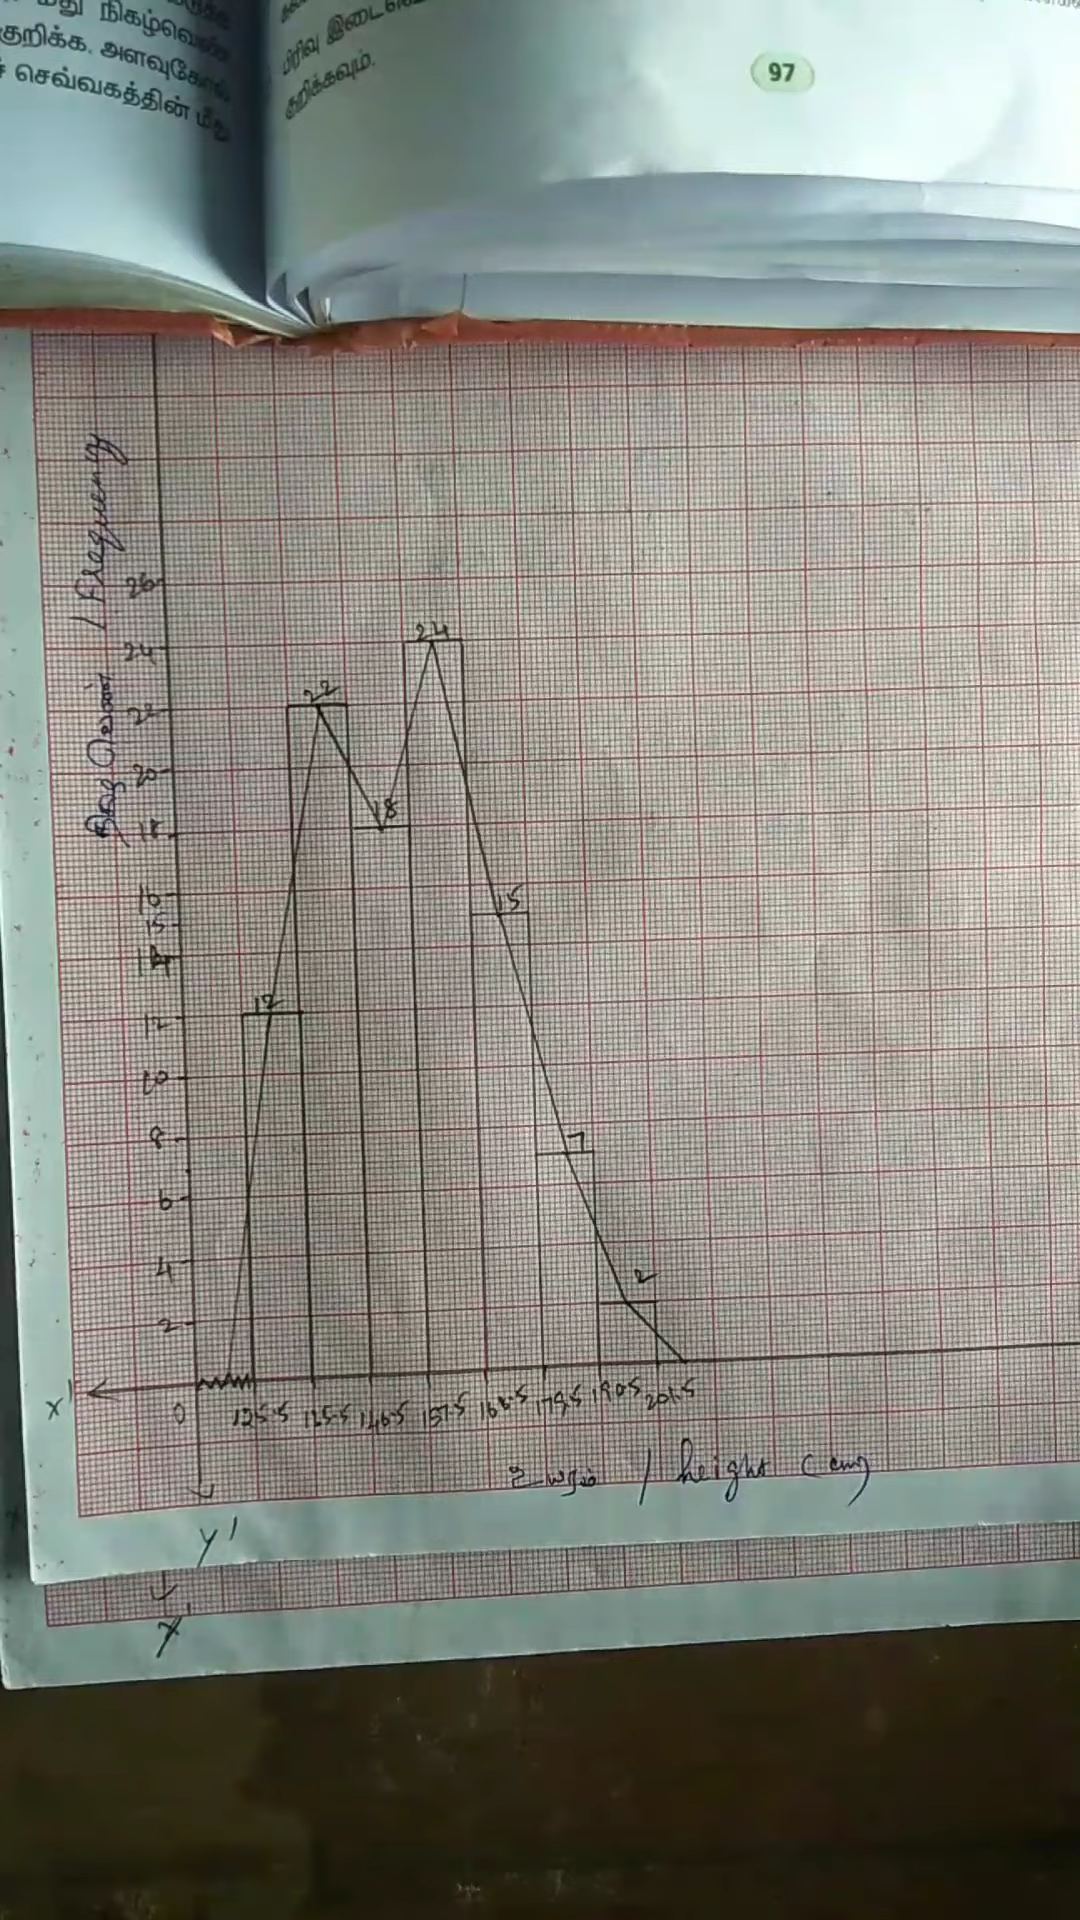 மீது நிகழ்வெண்
குறிக்க. அளவுகோல்
செவ்வகத்தின் மீது
பிரிவு
குறிக்கவும்.
97
/ Frequency
26
24
22
20
18
16
15
14
12
10
8
6
4
2
24
22
18
15
12
7
2
x'
0
125.5 135.5 146.5 157.5 168.5 179.5 190.5 201.5
உயரம் / height (cm)
y'